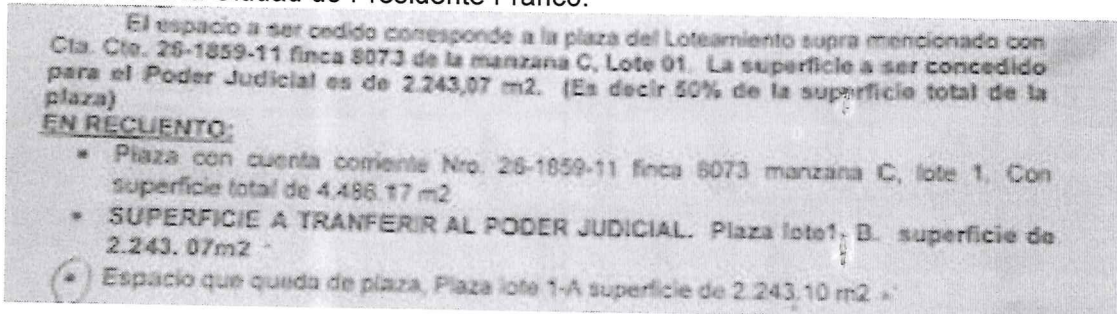 Ciudad de Presidente Franco.
El espacio a ser cedido corresponde a la plaza del Loteamiento supra mencionado con
Cta. Cte. 26-1859-11 finca 8073 de la manzana C, Lote 01. La superficie a ser concedido
para el Poder Judicial es de 2.243,07 m2. (Es decir 50% de la superficie total de la
plaza)
EN RECUENTO:
• Plaza con cuenta corriente Nro. 26-1859-11 finca 8073 manzana C, lote 1. Con
superficie total de 4.486.17 m2
• SUPERFICIE A TRANFERIR AL PODER JUDICIAL. Plaza lote1- B. superficie de
2.243. 07m2
• Espacio que queda de plaza, Plaza lote 1-A superficie de 2.243,10 m2